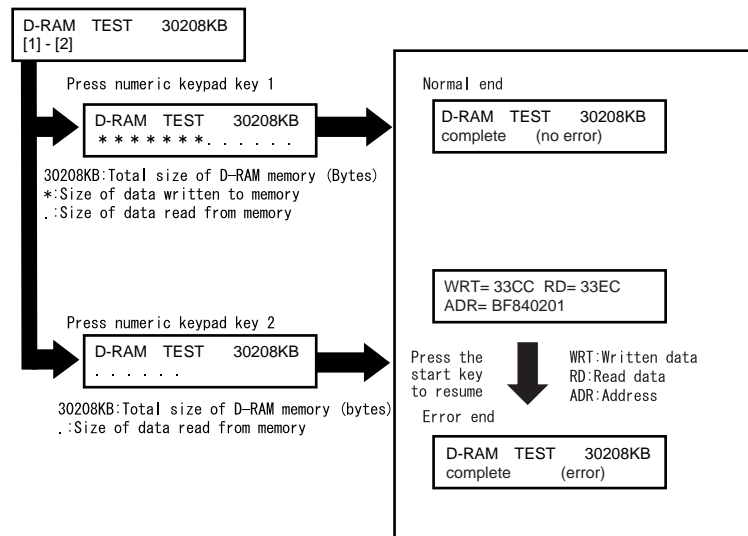 D-RAM TEST 30208KB
[1] - [2]
Press numeric keypad key 1
D-RAM TEST 30208KB
* * * * * * * . . . . . .
30208KB:Total size of D-RAM memory (Bytes)
*:Size of data written to memory
.:Size of data read from memory
Press numeric keypad key 2
D-RAM TEST 30208KB
. . . . . .
30208KB:Total size of D-RAM memory (bytes)
.:Size of data read from memory
Normal end
D-RAM TEST 30208KB
complete (no error)
WRT= 33CC RD= 33EC
ADR= BF840201
Press the
start key
to resume
WRT:Written data
RD:Read data
ADR:Address
Error end
D-RAM TEST 30208KB
complete (error)